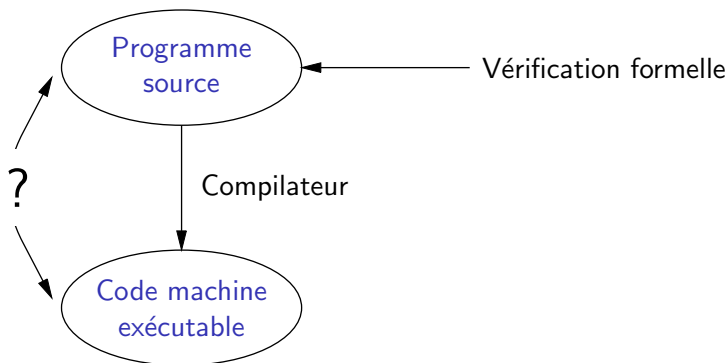 Programme
source
Vérification formelle
Compilateur
?
Code machine
exécutable